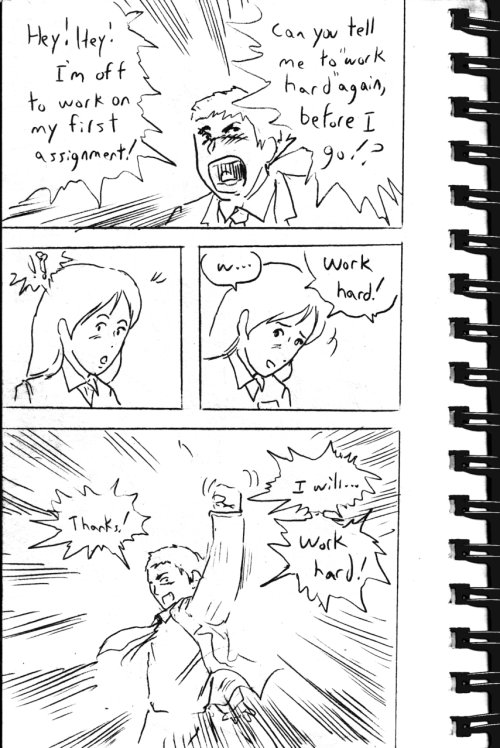 Hey! Hey!
I'm off
to work on
my first
assignment!
Can you tell
me to "work
hard" again,
before I
go!?
!?
W...
Work
hard!
Thanks!
I will...
Work
hard!